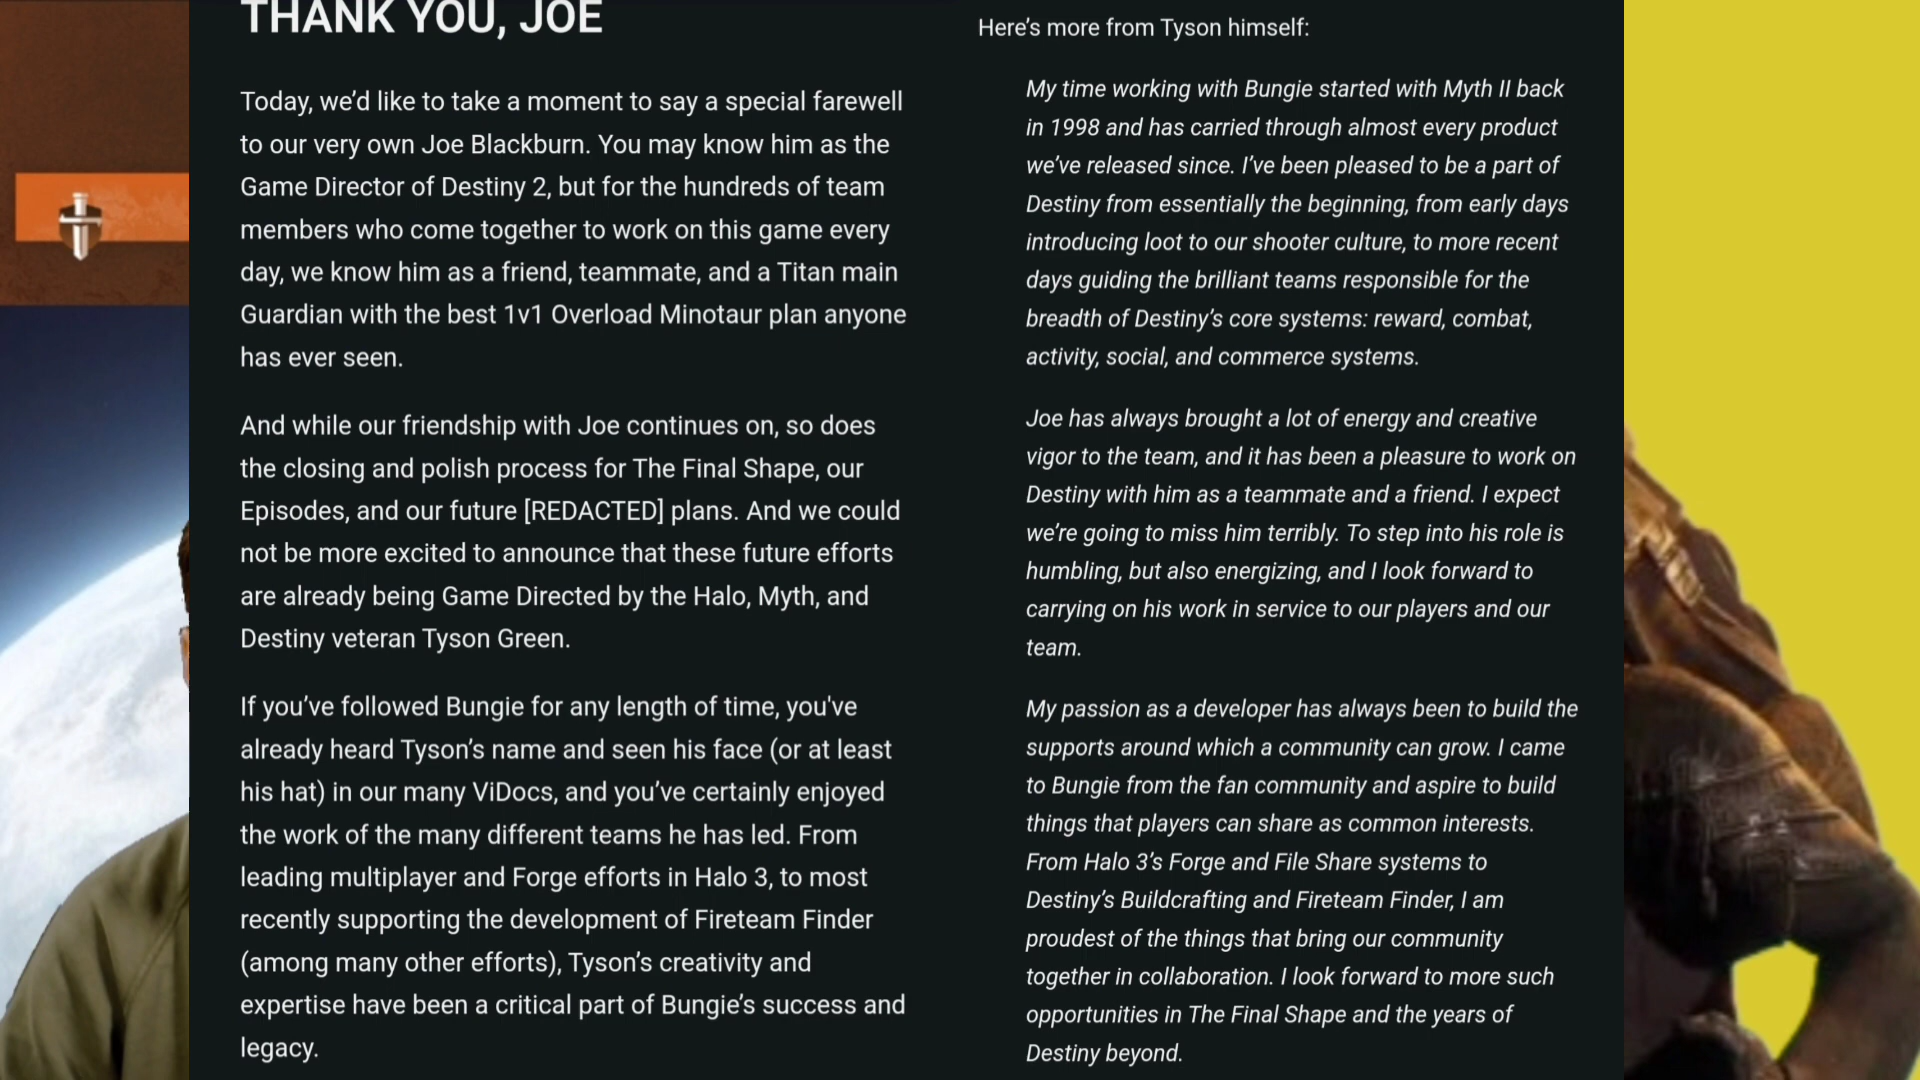 THANK YOU, JOE
Today, we’d like to take a moment to say a special farewell
to our very own Joe Blackburn. You may know him as the
Game Director of Destiny 2, but for the hundreds of team
members who come together to work on this game every
day, we know him as a friend, teammate, and a Titan main
Guardian with the best 1v1 Overload Minotaur plan anyone
has ever seen.
And while our friendship with Joe continues on, so does
the closing and polish process for The Final Shape, our
Episodes, and our future [REDACTED] plans. And we could
not be more excited to announce that these future efforts
are already being Game Directed by the Halo, Myth, and
Destiny veteran Tyson Green.
If you’ve followed Bungie for any length of time, you've
already heard Tyson’s name and seen his face (or at least
his hat) in our many ViDocs, and you’ve certainly enjoyed
the work of the many different teams he has led. From
leading multiplayer and Forge efforts in Halo 3, to most
recently supporting the development of Fireteam Finder
(among many other efforts), Tyson’s creativity and
expertise have been a critical part of Bungie’s success and
legacy.
Here’s more from Tyson himself:
My time working with Bungie started with Myth II back
in 1998 and has carried through almost every product
we’ve released since. I’ve been pleased to be a part of
Destiny from essentially the beginning, from early days
introducing loot to our shooter culture, to more recent
days guiding the brilliant teams responsible for the
breadth of Destiny’s core systems: reward, combat,
activity, social, and commerce systems.
Joe has always brought a lot of energy and creative
vigor to the team, and it has been a pleasure to work on
Destiny with him as a teammate and a friend. I expect
we’re going to miss him terribly. To step into his role is
humbling, but also energizing, and I look forward to
carrying on his work in service to our players and our
team.
My passion as a developer has always been to build the
supports around which a community can grow. I came
to Bungie from the fan community and aspire to build
things that players can share as common interests.
From Halo 3’s Forge and File Share systems to
Destiny’s Buildcrafting and Fireteam Finder, I am
proudest of the things that bring our community
together in collaboration. I look forward to more such
opportunities in The Final Shape and the years of
Destiny beyond.